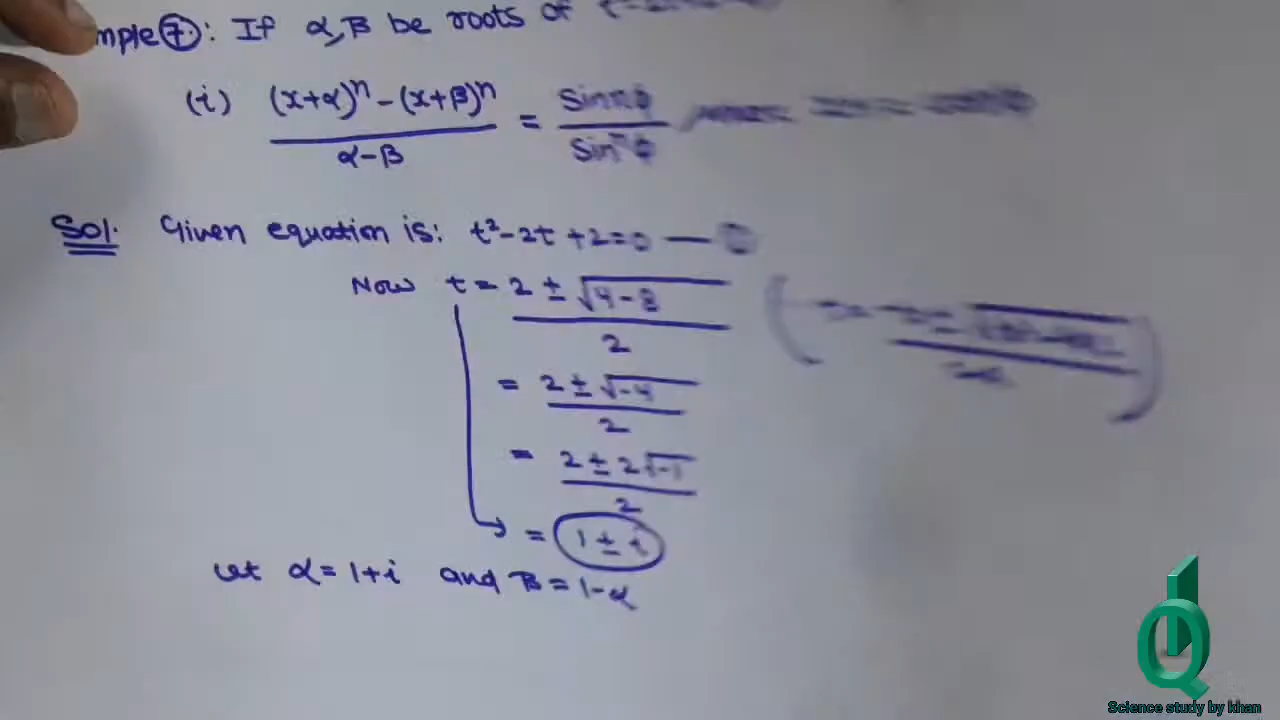 mple ⑦: If α, β be roots of
(i) ((x+α)ⁿ - (x+β)ⁿ)/(α-β) = Sin nφ / Sinⁿφ
Sol. Given equation is: t²-2t+2=0 — ①
Now t = (2 ± √(4-8))/2
= (2 ± √-4)/2
= (2 ± 2√-1)/2
= 1 ± i
Let α = 1+i and β = 1-α
Science study by khan